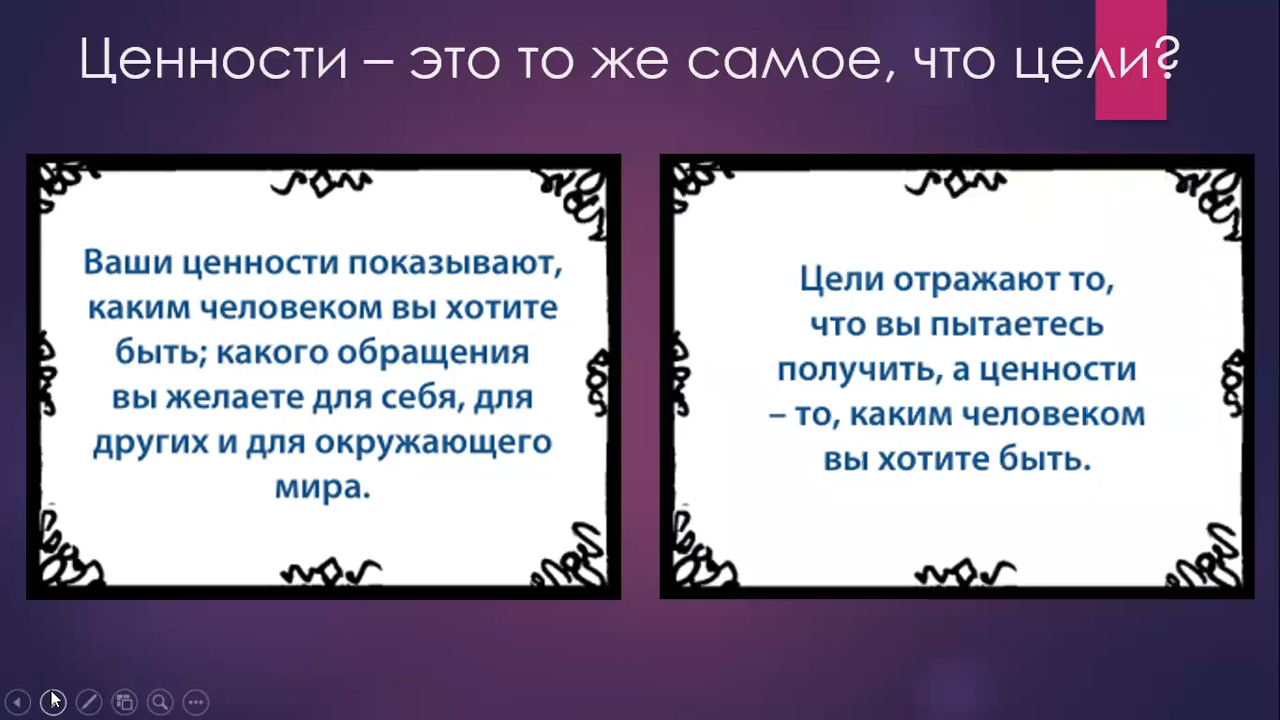 Ценности – это то же самое, что цели?
Ваши ценности показывают,
каким человеком вы хотите
быть; какого обращения
вы желаете для себя, для
других и для окружающего
мира.
Цели отражают то,
что вы пытаетесь
получить, а ценности
– то, каким человеком
вы хотите быть.